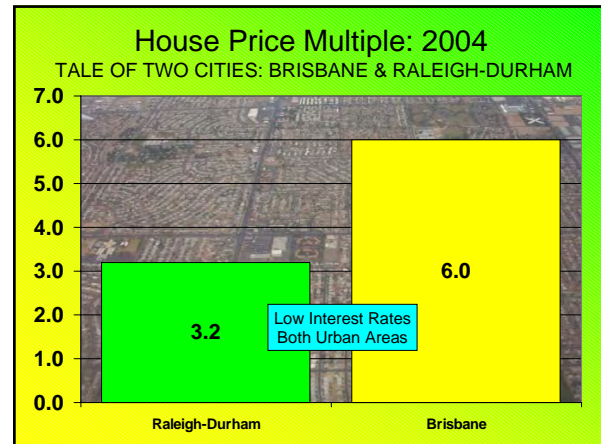 House Price Multiple: 2004
TALE OF TWO CITIES: BRISBANE & RALEIGH-DURHAM
7.0
6.0
5.0
4.0
3.0
2.0
1.0
0.0
6.0
3.2
Low Interest Rates
Both Urban Areas
Raleigh-Durham
Brisbane